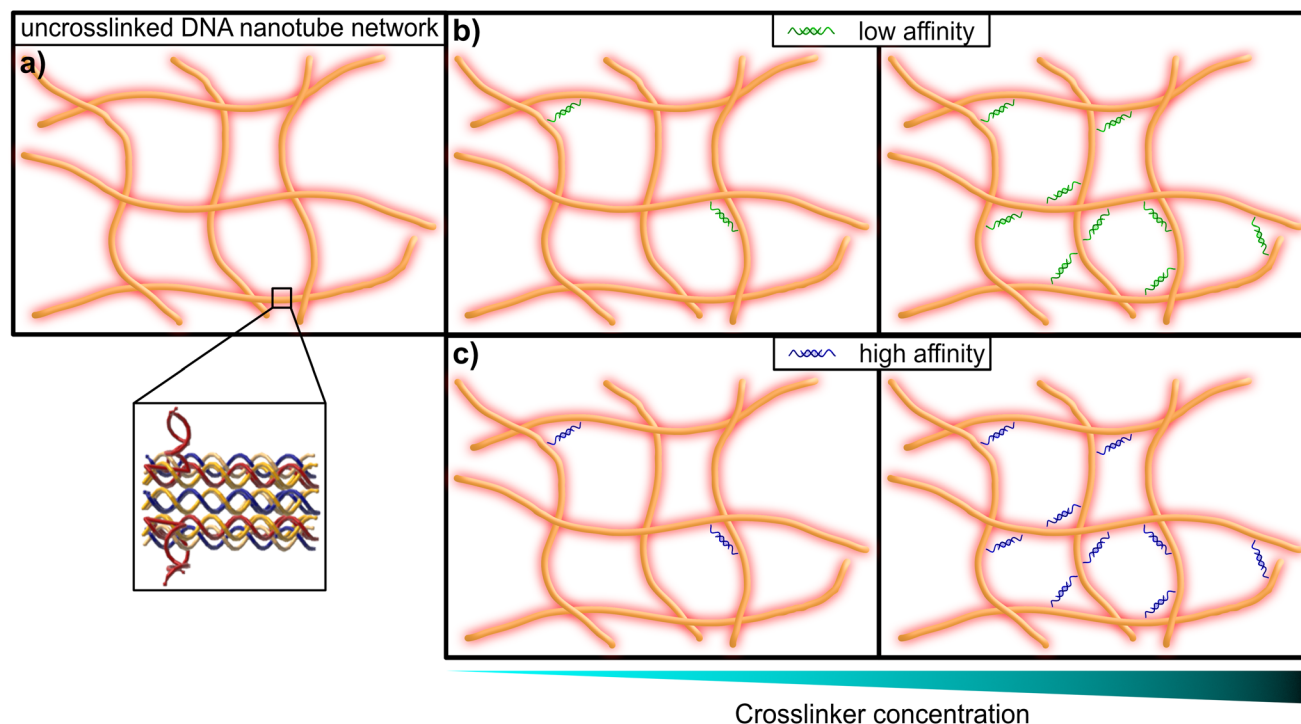 uncrosslinked DNA nanotube network
a)
b)
low affinity
c)
high affinity
Crosslinker concentration